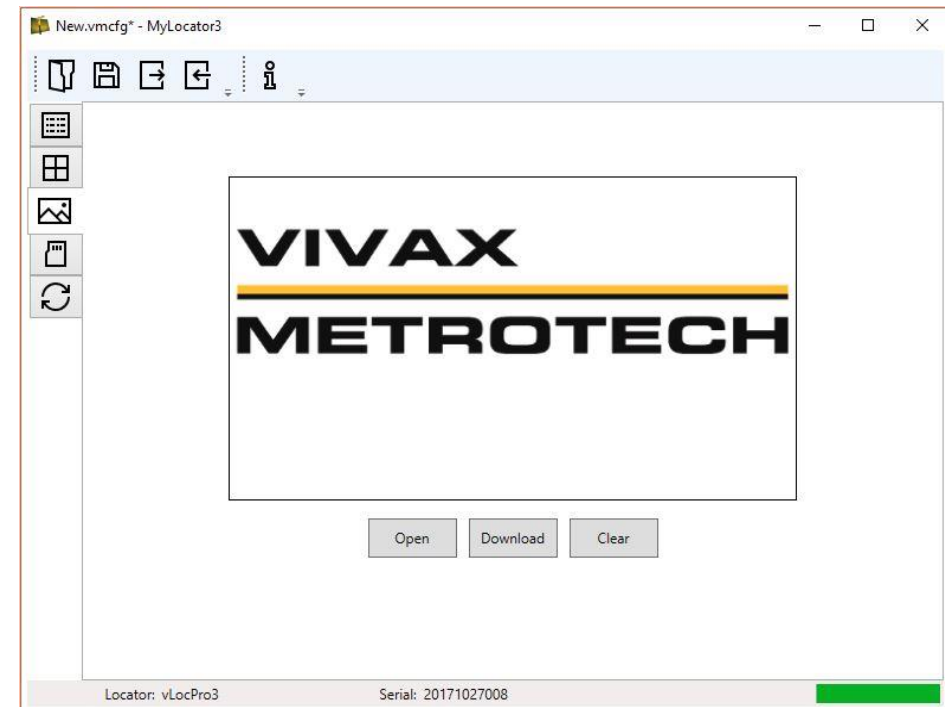 New.vmcfg* - MyLocator3
VIVAX
METROTECH
Open Download Clear
Locator: vLocPro3 Serial: 20171027008